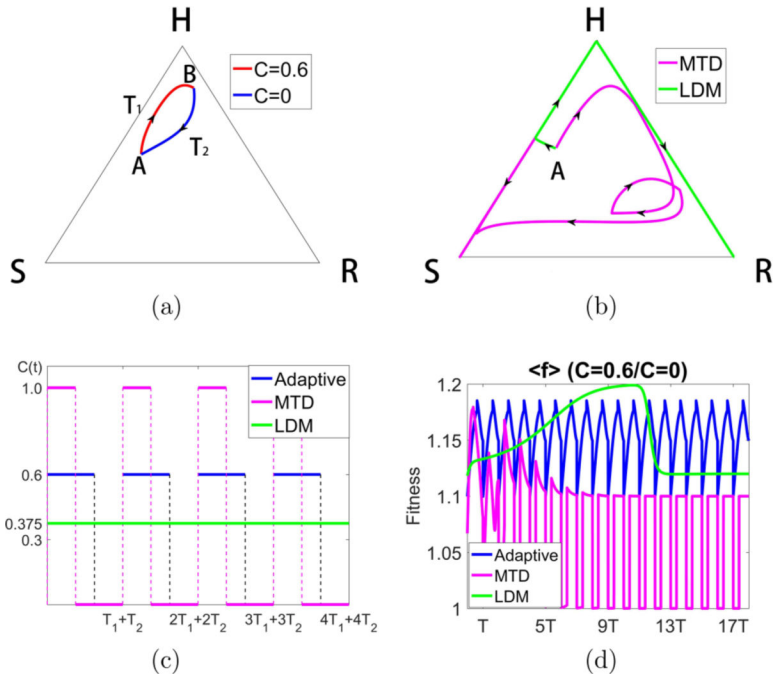 H
B
T₁
T₂
A
C=0.6
C=0
S
R
(a)
H
MTD
LDM
A
S
R
(b)
C(t)
1.0
0.6
0.375
0.3
Adaptive
MTD
LDM
T₁+T₂
2T₁+2T₂
3T₁+3T₂
4T₁+4T₂
(c)
<f> (C=0.6/C=0)
Fitness
1.2
1.15
1.1
1.05
1
Adaptive
MTD
LDM
T
5T
9T
13T
17T
(d)